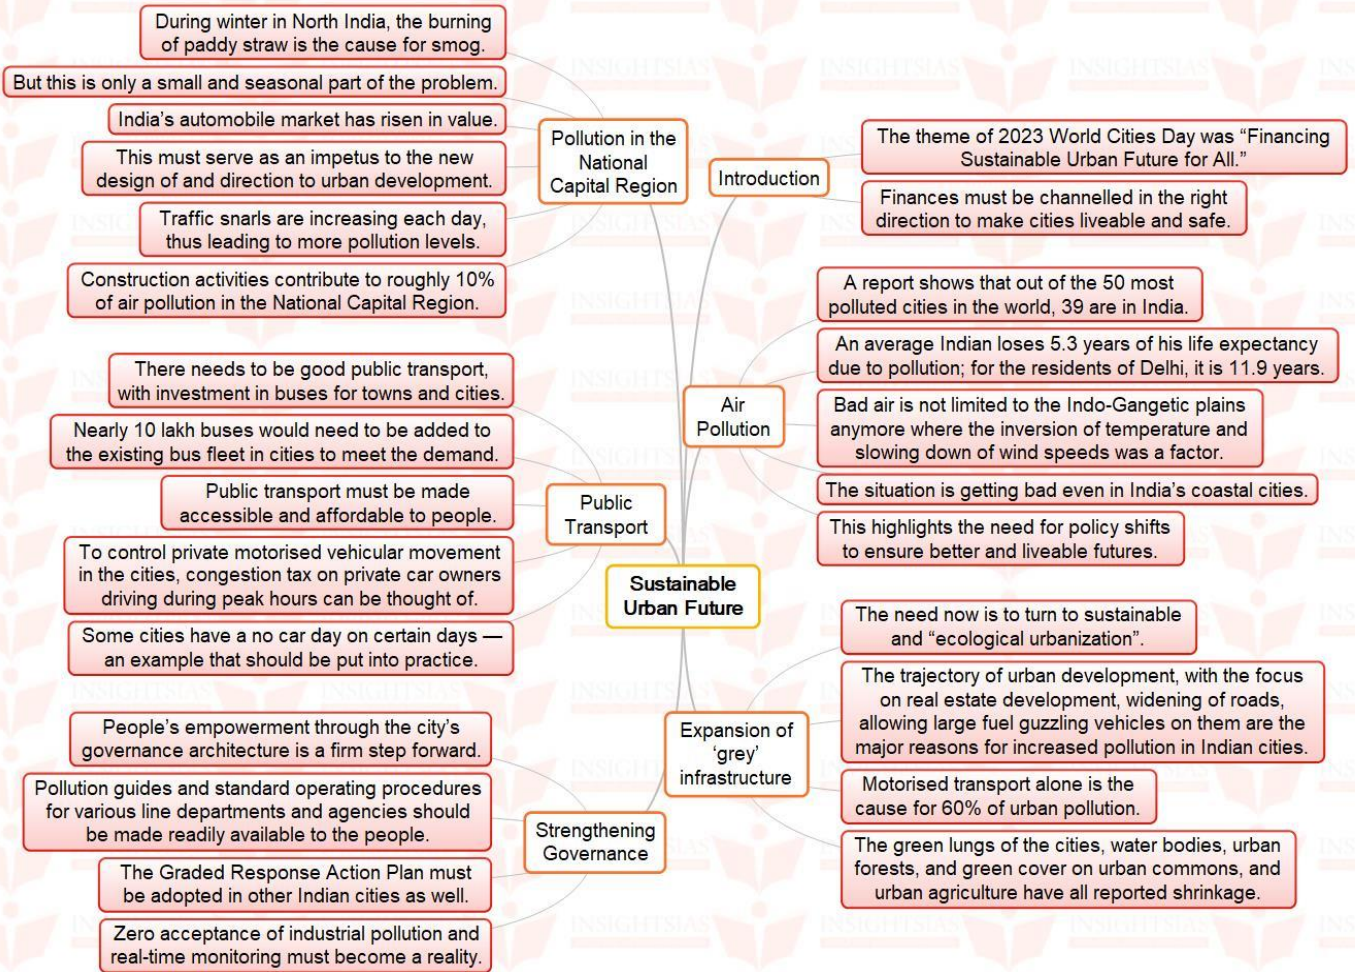 Sustainable
Urban Future
Introduction
The theme of 2023 World Cities Day was “Financing
Sustainable Urban Future for All.”
Finances must be channelled in the right
direction to make cities liveable and safe.
Air
Pollution
A report shows that out of the 50 most
polluted cities in the world, 39 are in India.
An average Indian loses 5.3 years of his life expectancy
due to pollution; for the residents of Delhi, it is 11.9 years.
Bad air is not limited to the Indo-Gangetic plains
anymore where the inversion of temperature and
slowing down of wind speeds was a factor.
The situation is getting bad even in India’s coastal cities.
This highlights the need for policy shifts
to ensure better and liveable futures.
Expansion of
‘grey’
infrastructure
The need now is to turn to sustainable
and “ecological urbanization”.
The trajectory of urban development, with the focus
on real estate development, widening of roads,
allowing large fuel guzzling vehicles on them are the
major reasons for increased pollution in Indian cities.
Motorised transport alone is the
cause for 60% of urban pollution.
The green lungs of the cities, water bodies, urban
forests, and green cover on urban commons, and
urban agriculture have all reported shrinkage.
Pollution in the
National
Capital Region
During winter in North India, the burning
of paddy straw is the cause for smog.
But this is only a small and seasonal part of the problem.
India’s automobile market has risen in value.
This must serve as an impetus to the new
design of and direction to urban development.
Traffic snarls are increasing each day,
thus leading to more pollution levels.
Construction activities contribute to roughly 10%
of air pollution in the National Capital Region.
Public
Transport
There needs to be good public transport,
with investment in buses for towns and cities.
Nearly 10 lakh buses would need to be added to
the existing bus fleet in cities to meet the demand.
Public transport must be made
accessible and affordable to people.
To control private motorised vehicular movement
in the cities, congestion tax on private car owners
driving during peak hours can be thought of.
Some cities have a no car day on certain days —
an example that should be put into practice.
Strengthening
Governance
People’s empowerment through the city’s
governance architecture is a firm step forward.
Pollution guides and standard operating procedures
for various line departments and agencies should
be made readily available to the people.
The Graded Response Action Plan must
be adopted in other Indian cities as well.
Zero acceptance of industrial pollution and
real-time monitoring must become a reality.
INSIGHTSIAS